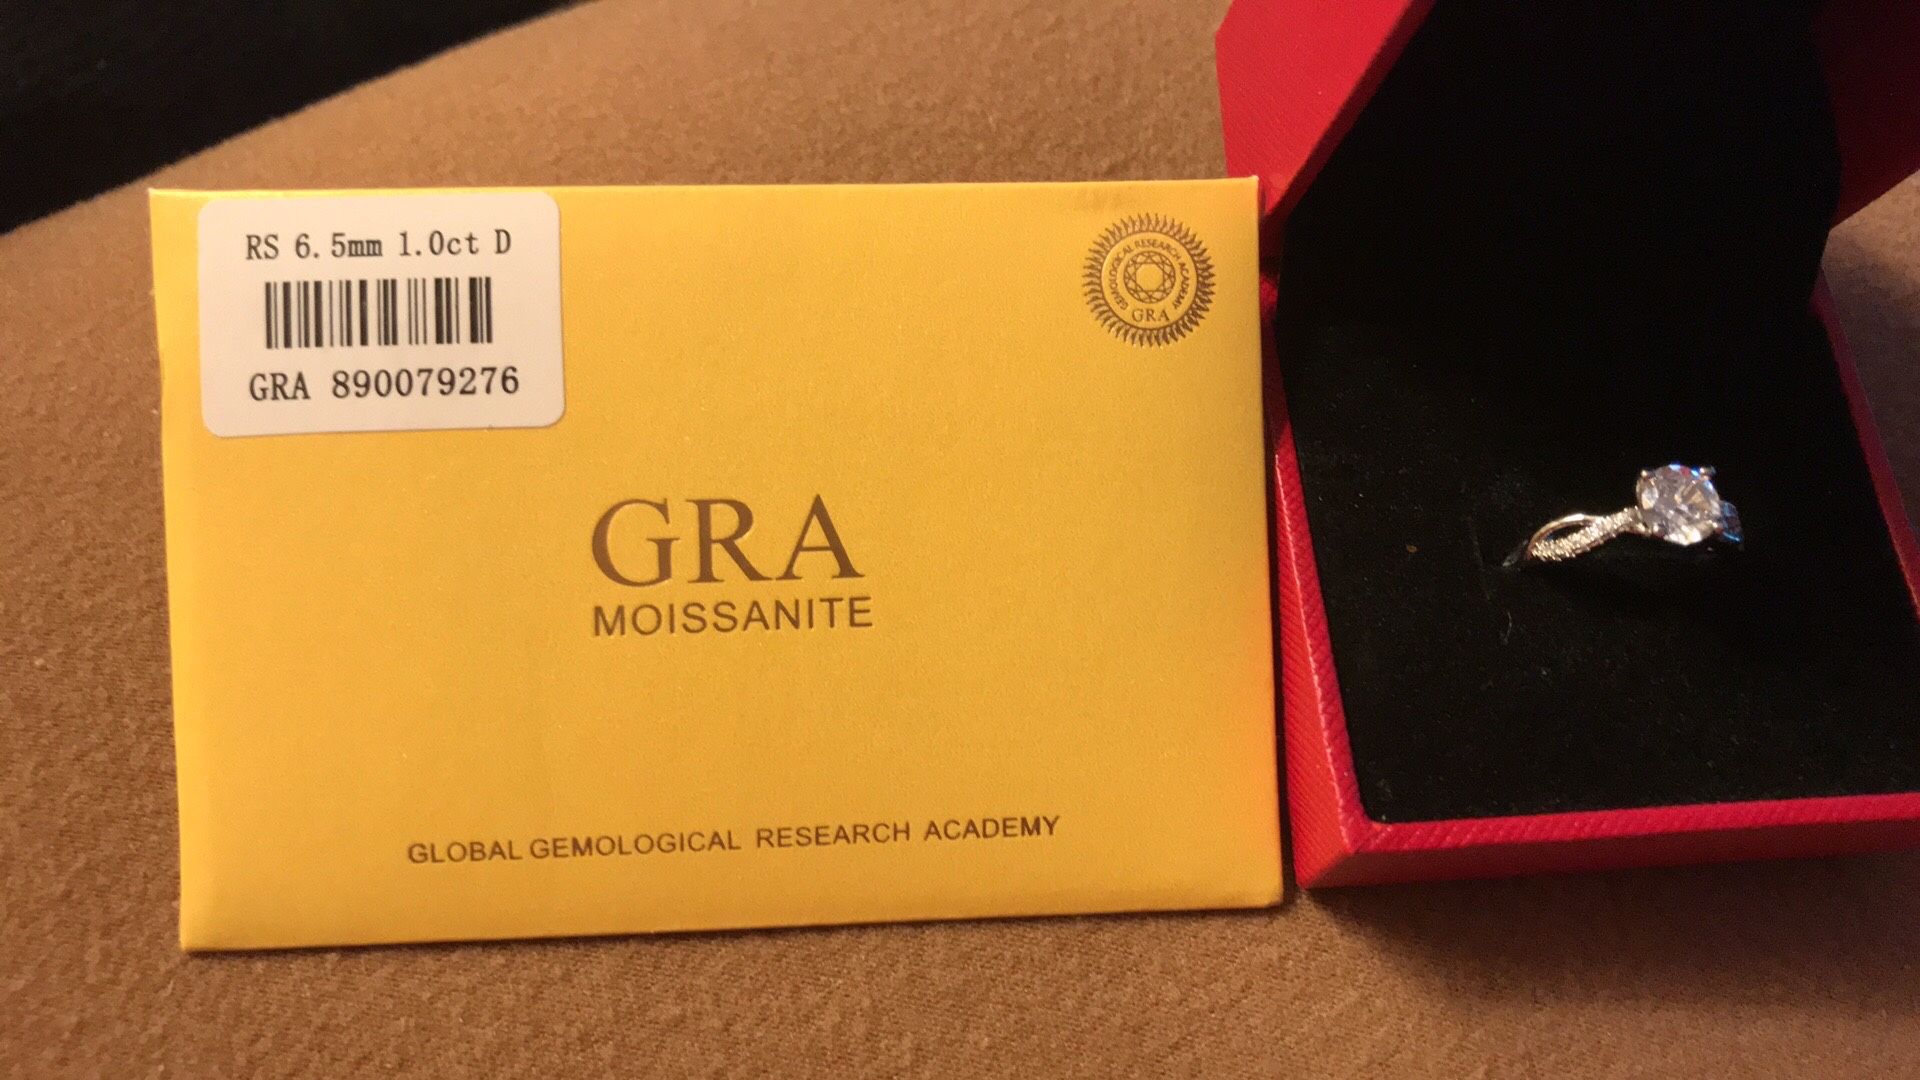 RS 6.5mm 1.0ct D
GRA 890079276
GEMOLOGICAL RESEARCH ACADEMY
GRA
GRA
MOISSANITE
GLOBAL GEMOLOGICAL RESEARCH ACADEMY